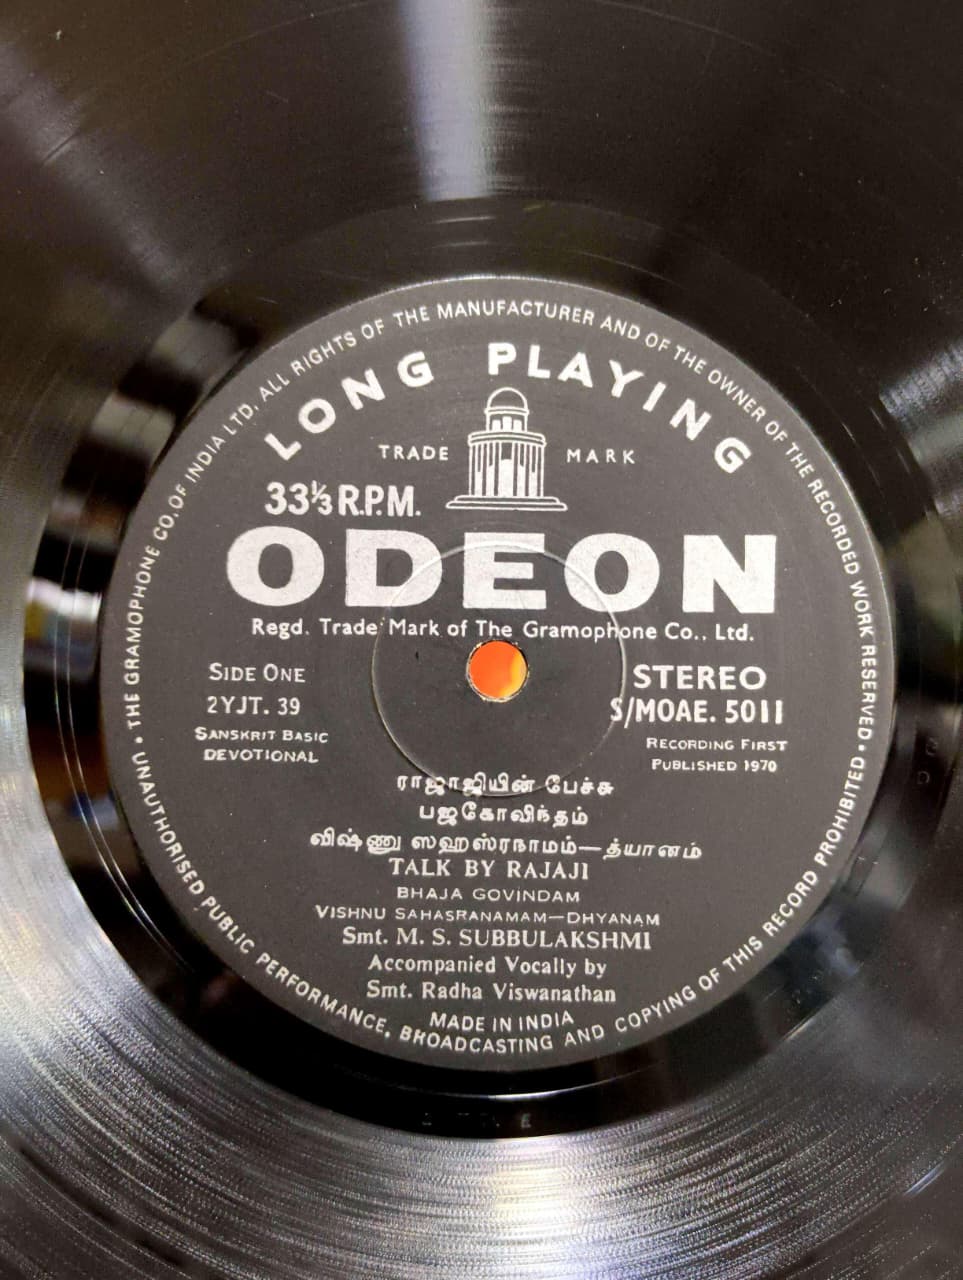 THE GRAMOPHONE CO. OF INDIA LTD. ALL RIGHTS OF THE MANUFACTURER AND OF THE OWNER OF THE RECORDED WORK RESERVED •
UNAUTHORISED PUBLIC PERFORMANCE, BROADCASTING AND COPYING OF THIS RECORD PROHIBITED •
LONG PLAYING
TRADE MARK
33⅓ R.P.M.
ODEON
Regd. Trade Mark of The Gramophone Co., Ltd.
SIDE ONE
2YJT. 39
SANSKRIT BASIC
DEVOTIONAL
STEREO
S/MOAE. 5011
RECORDING FIRST
PUBLISHED 1970
ராஜாஜியின் பேச்சு
பஜகோவிந்தம்
விஷ்ணு ஸஹஸ்ரநாமம்—த்யானம்
TALK BY RAJAJI
BHAJA GOVINDAM
VISHNU SAHASRANAMAM—DHYANAM
Smt. M. S. SUBBULAKSHMI
Accompanied Vocally by
Smt. Radha Viswanathan
MADE IN INDIA